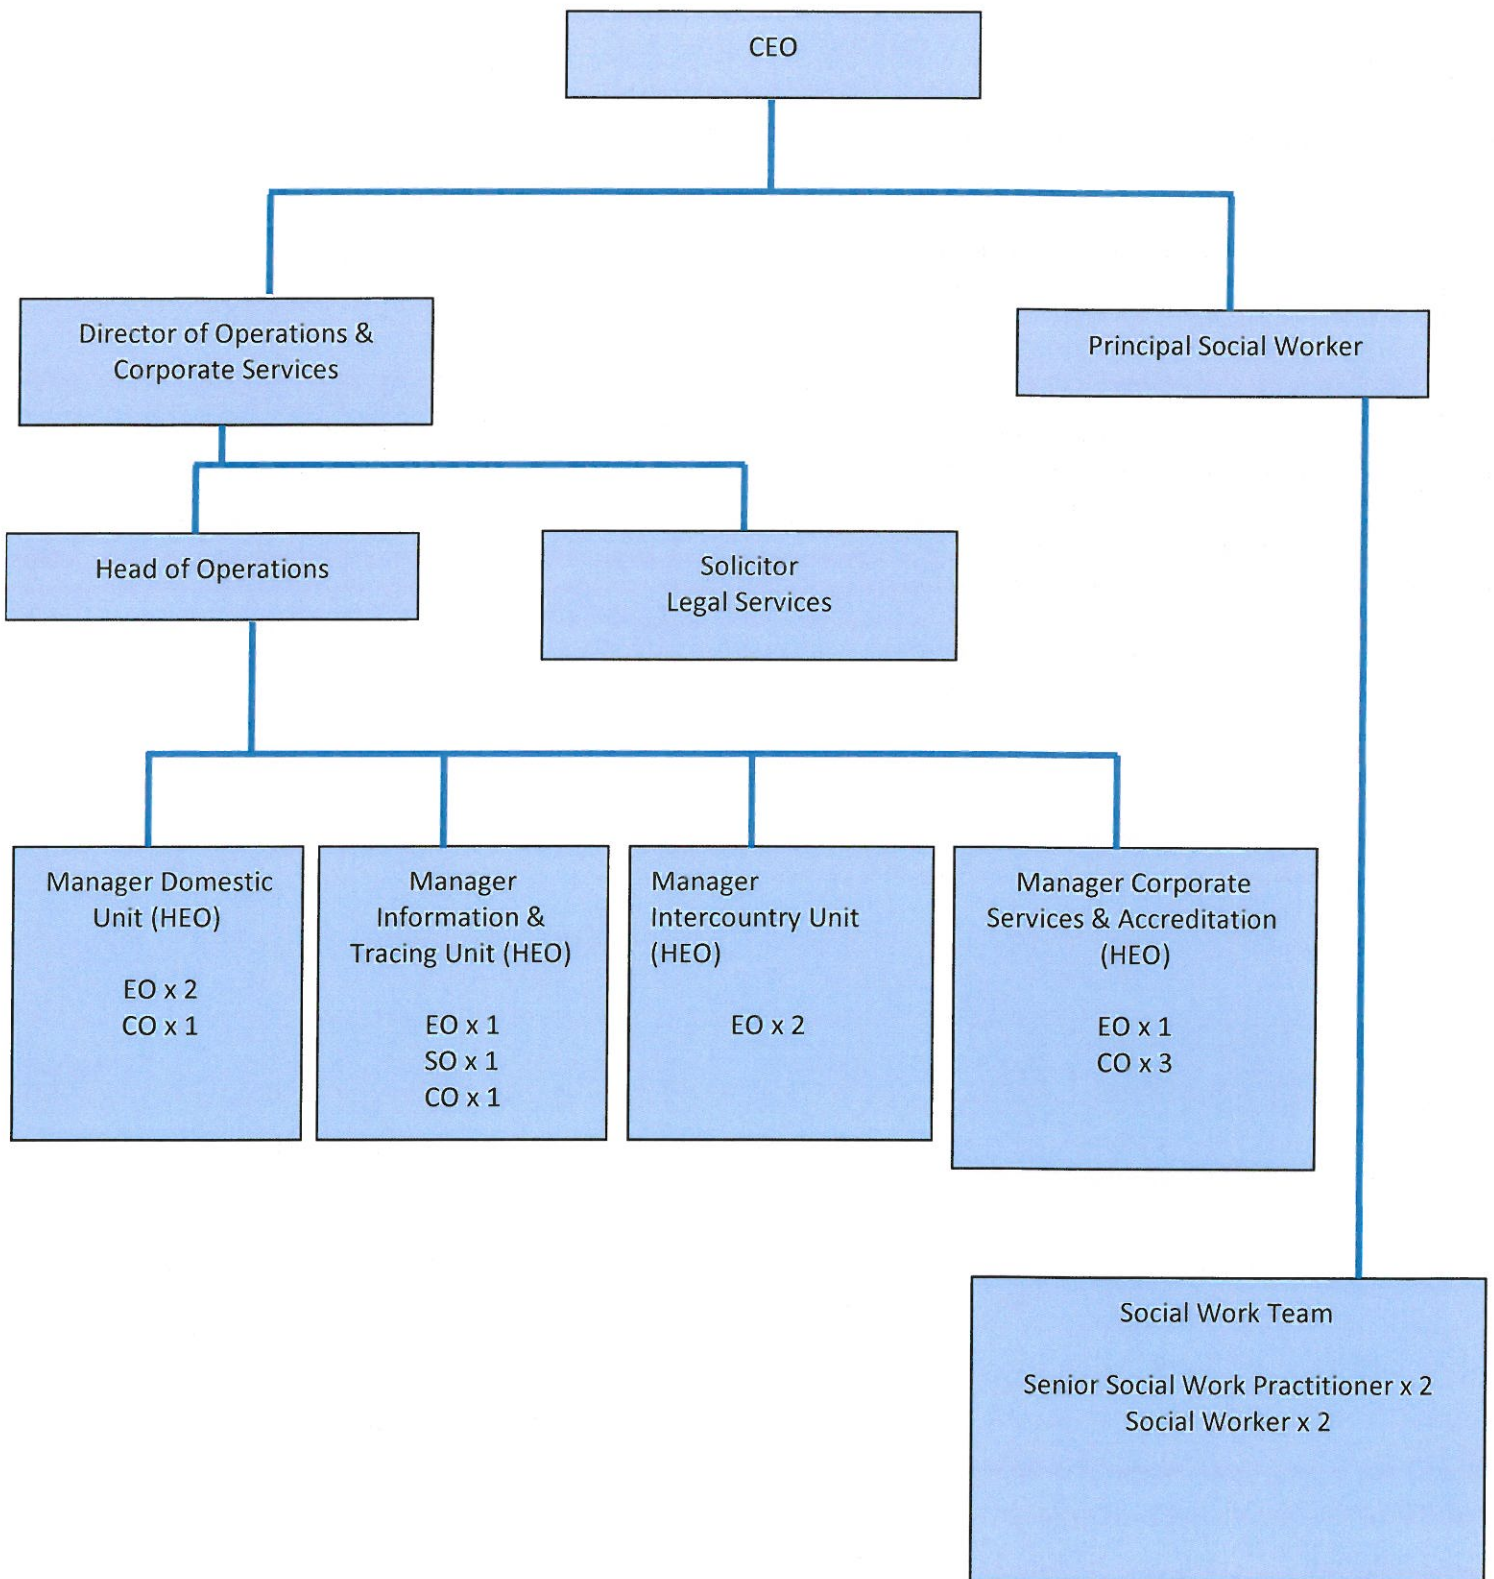 CEO
Director of Operations &
Corporate Services
Principal Social Worker
Head of Operations
Solicitor
Legal Services
Manager Domestic
Unit (HEO)
EO x 2
CO x 1
Manager
Information &
Tracing Unit (HEO)
EO x 1
SO x 1
CO x 1
Manager
Intercountry Unit
(HEO)
EO x 2
Manager Corporate
Services & Accreditation
(HEO)
EO x 1
CO x 3
Social Work Team
Senior Social Work Practitioner x 2
Social Worker x 2